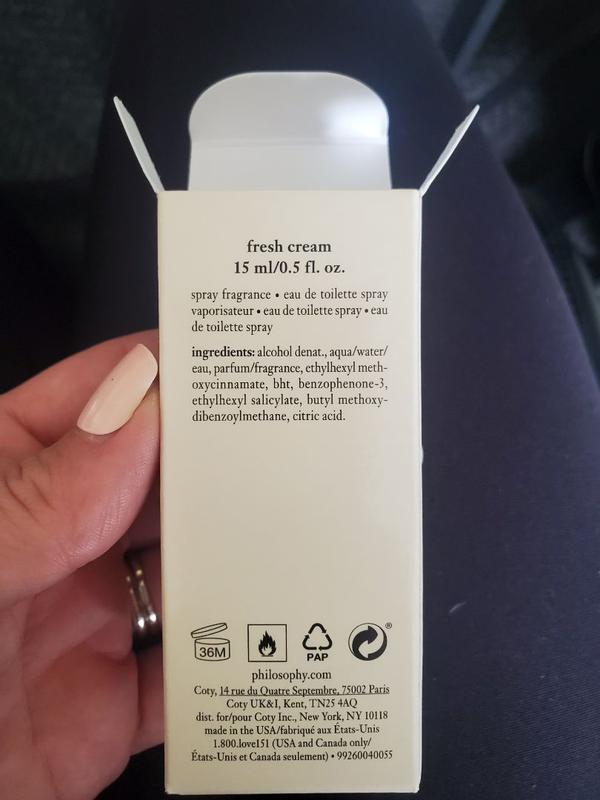 fresh cream
15 ml/0.5 fl. oz.
spray fragrance • eau de toilette spray
vaporisateur • eau de toilette spray • eau
de toilette spray
ingredients: alcohol denat., aqua/water/
eau, parfum/fragrance, ethylhexyl meth-
oxycinnamate, bht, benzophenone-3,
ethylhexyl salicylate, butyl methoxy-
dibenzoylmethane, citric acid.
36M
PAP
®
philosophy.com
Coty, 14 rue du Quatre Septembre, 75002 Paris
Coty UK&I, Kent, TN25 4AQ
dist. for/pour Coty Inc., New York, NY 10118
made in the USA/fabriqué aux États-Unis
1.800.love151 (USA and Canada only/
États-Unis et Canada seulement) • 99260040055